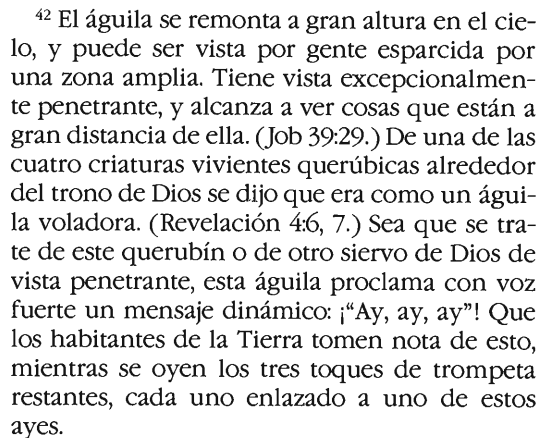 ⁴² El águila se remonta a gran altura en el cie-
lo, y puede ser vista por gente esparcida por
una zona amplia. Tiene vista excepcionalmen-
te penetrante, y alcanza a ver cosas que están a
gran distancia de ella. (Job 39:29.) De una de las
cuatro criaturas vivientes querúbicas alrededor
del trono de Dios se dijo que era como un águi-
la voladora. (Revelación 4:6, 7.) Sea que se tra-
te de este querubín o de otro siervo de Dios de
vista penetrante, esta águila proclama con voz
fuerte un mensaje dinámico: ¡“Ay, ay, ay”! Que
los habitantes de la Tierra tomen nota de esto,
mientras se oyen los tres toques de trompeta
restantes, cada uno enlazado a uno de estos
ayes.